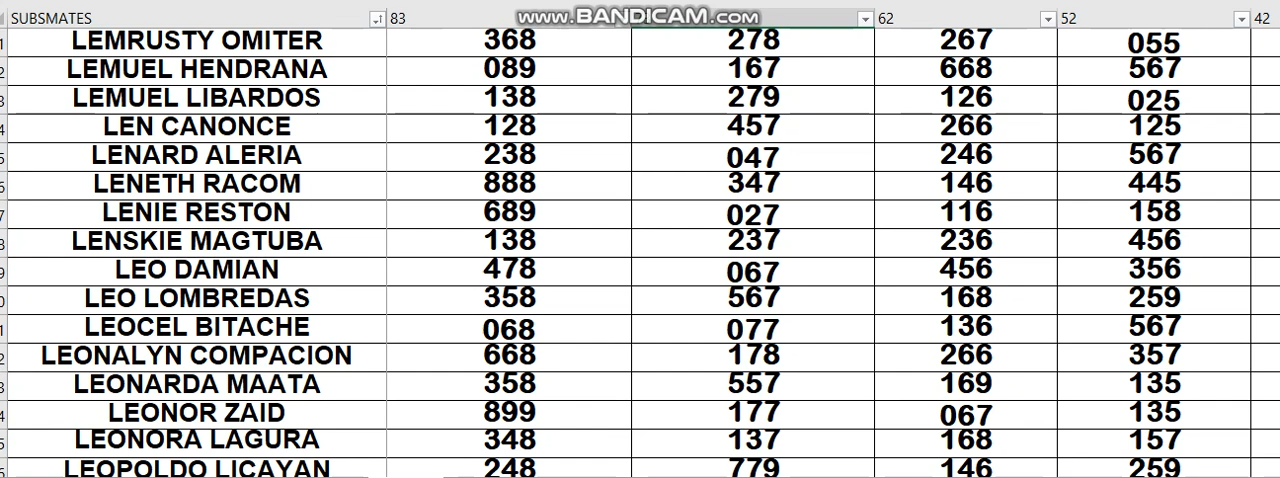 SUBSMATES 83 www.BANDICAM.com 62 52 42
LEMRUSTY OMITER 368 278 267 055
LEMUEL HENDRANA 089 167 668 567
LEMUEL LIBARDOS 138 279 126 025
LEN CANONCE 128 457 266 125
LENARD ALERIA 238 047 246 567
LENETH RACOM 888 347 146 445
LENIE RESTON 689 027 116 158
LENSKIE MAGTUBA 138 237 236 456
LEO DAMIAN 478 067 456 356
LEO LOMBREDAS 358 567 168 259
LEOCEL BITACHE 068 077 136 567
LEONALYN COMPACION 668 178 266 357
LEONARDA MAATA 358 557 169 135
LEONOR ZAID 899 177 067 135
LEONORA LAGURA 348 137 168 157
LEOPOLDO LICAYAN 248 779 146 259